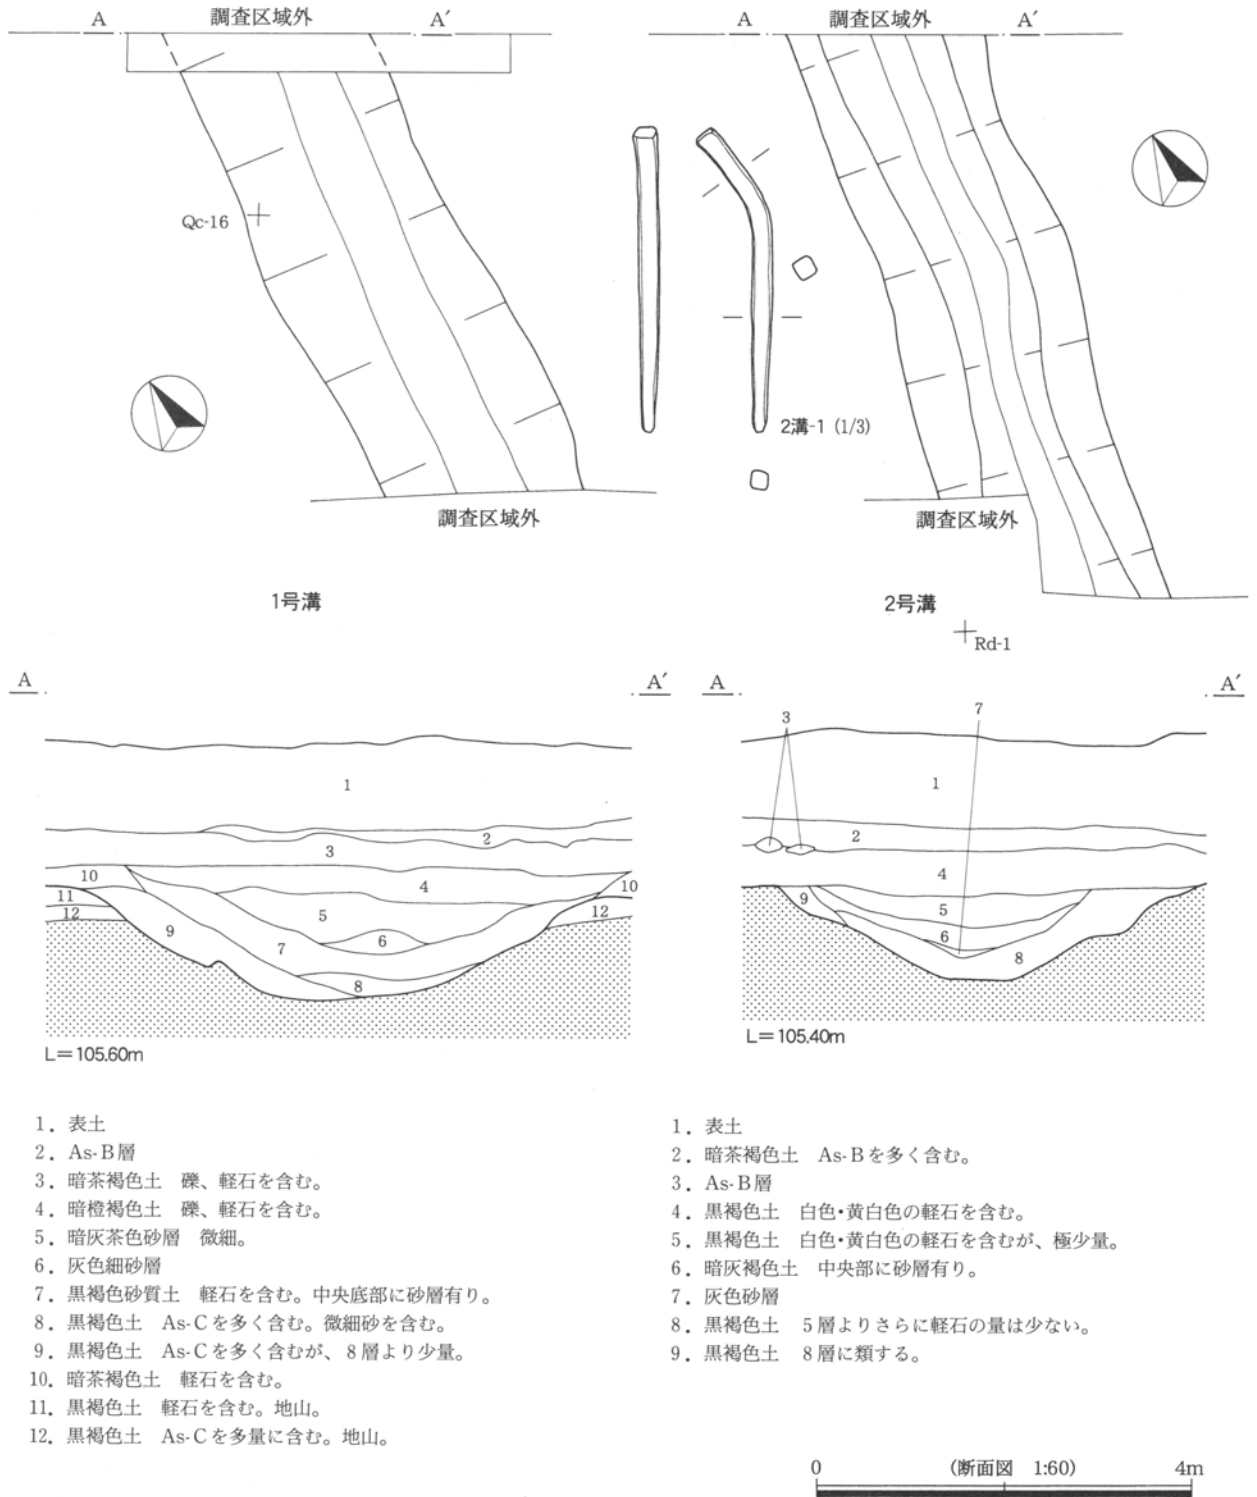 A 調査区域外 A′
A 調査区域外 A′
Qc-16
2溝-1 (1/3)
調査区域外
調査区域外
1号溝
2号溝
Rd-1
A A′
A A′
1
2
3
10
4
10
11
12
5
12
9
6
7
8
L=105.60m
3
7
1
2
4
9
5
6
8
L=105.40m
1. 表土
2. As-B層
3. 暗茶褐色土 礫、軽石を含む。
4. 暗橙褐色土 礫、軽石を含む。
5. 暗灰茶色砂層 微細。
6. 灰色細砂層
7. 黒褐色砂質土 軽石を含む。中央底部に砂層有り。
8. 黒褐色土 As-Cを多く含む。微細砂を含む。
9. 黒褐色土 As-Cを多く含むが、8層より少量。
10. 暗茶褐色土 軽石を含む。
11. 黒褐色土 軽石を含む。地山。
12. 黒褐色土 As-Cを多量に含む。地山。
1. 表土
2. 暗茶褐色土 As-Bを多く含む。
3. As-B層
4. 黒褐色土 白色・黄白色の軽石を含む。
5. 黒褐色土 白色・黄白色の軽石を含むが、極少量。
6. 暗灰褐色土 中央部に砂層有り。
7. 灰色砂層
8. 黒褐色土 5層よりさらに軽石の量は少ない。
9. 黒褐色土 8層に類する。
0 (断面図 1:60) 4m